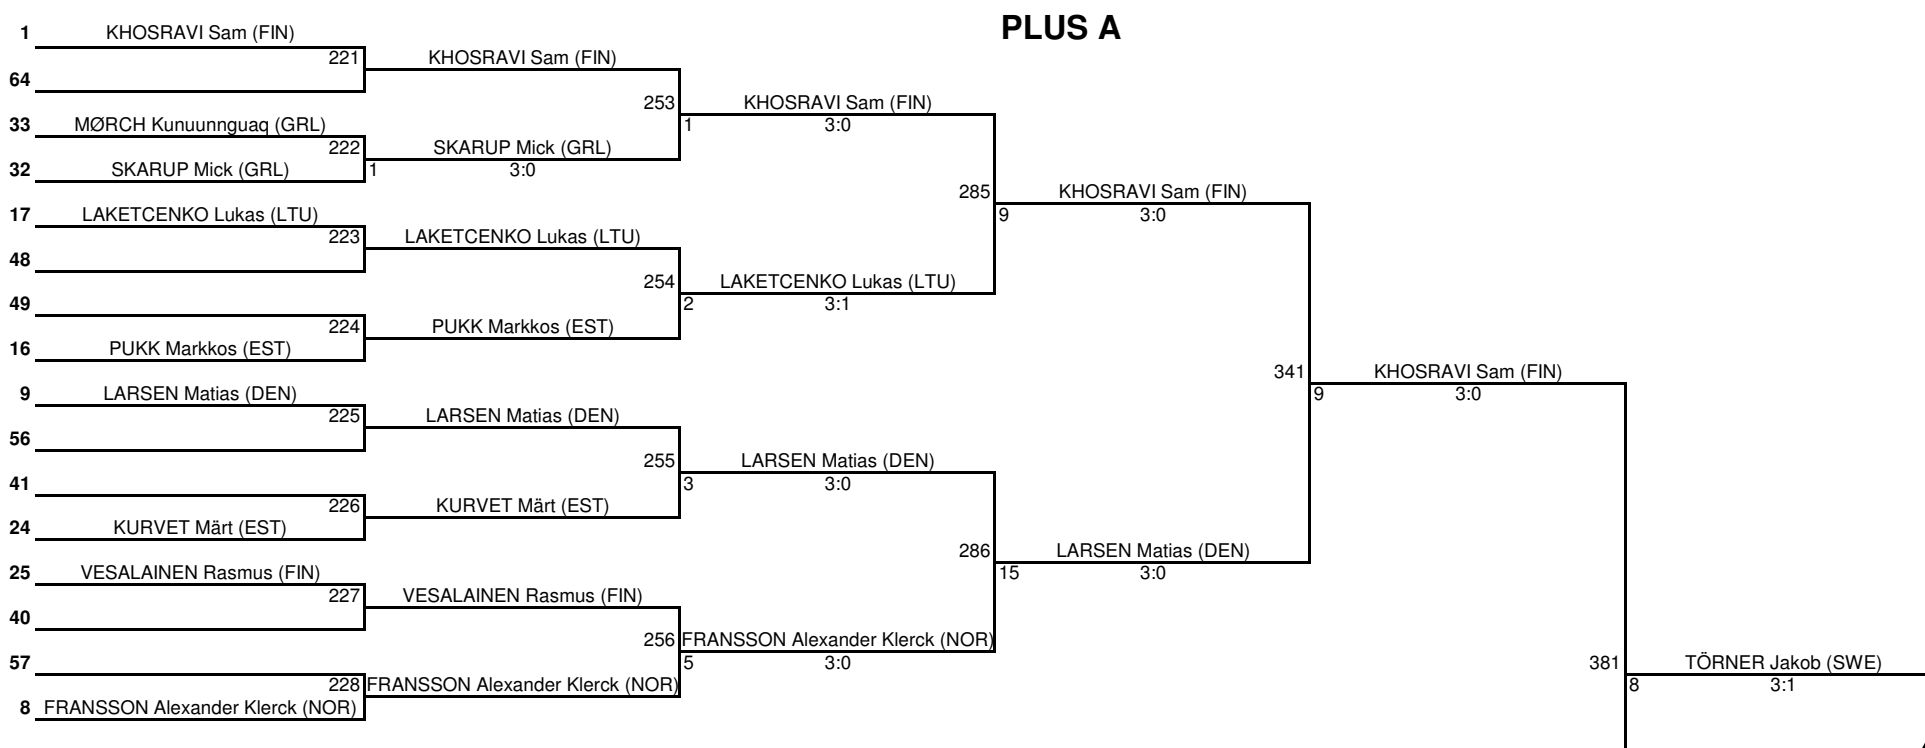 PLUS A
1 KHOSRAVI Sam (FIN)
221 KHOSRAVI Sam (FIN)
64
253 KHOSRAVI Sam (FIN)
33 MØRCH Kunuunnguaq (GRL) 1 3:0
222 SKARUP Mick (GRL)
32 SKARUP Mick (GRL) 1 3:0
285 KHOSRAVI Sam (FIN)
17 LAKETCENKO Lukas (LTU) 9 3:0
223 LAKETCENKO Lukas (LTU)
48
254 LAKETCENKO Lukas (LTU)
49 2 3:1
224 PUKK Markkos (EST)
16 PUKK Markkos (EST)
341 KHOSRAVI Sam (FIN)
9 LARSEN Matias (DEN) 9 3:0
225 LARSEN Matias (DEN)
56
255 LARSEN Matias (DEN)
41 3 3:0
226 KURVET Märt (EST)
24 KURVET Märt (EST)
286 LARSEN Matias (DEN)
25 VESALAINEN Rasmus (FIN) 15 3:0
227 VESALAINEN Rasmus (FIN)
40
256 FRANSSON Alexander Klerck (NOR)
57 5 3:0 381 TÖRNER Jakob (SWE)
228 FRANSSON Alexander Klerck (NOR) 8 3:1
8 FRANSSON Alexander Klerck (NOR)